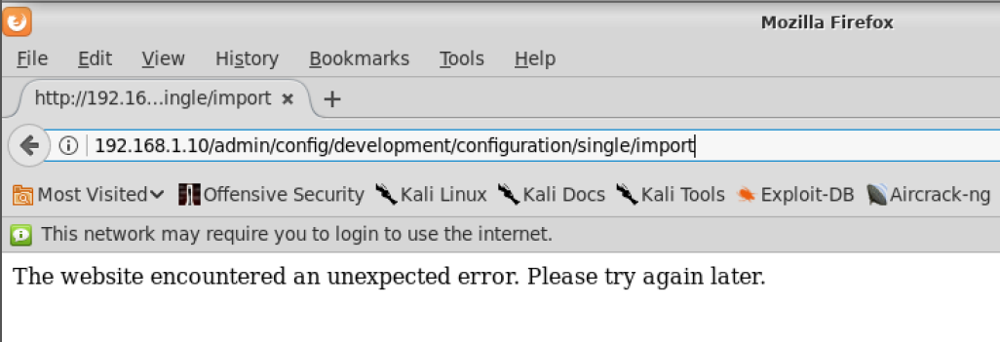 Mozilla Firefox
File Edit View History Bookmarks Tools Help
http://192.16...ingle/import × +
192.168.1.10/admin/config/development/configuration/single/import
Most Visited Offensive Security Kali Linux Kali Docs Kali Tools Exploit-DB Aircrack-ng
This network may require you to login to use the internet.
The website encountered an unexpected error. Please try again later.